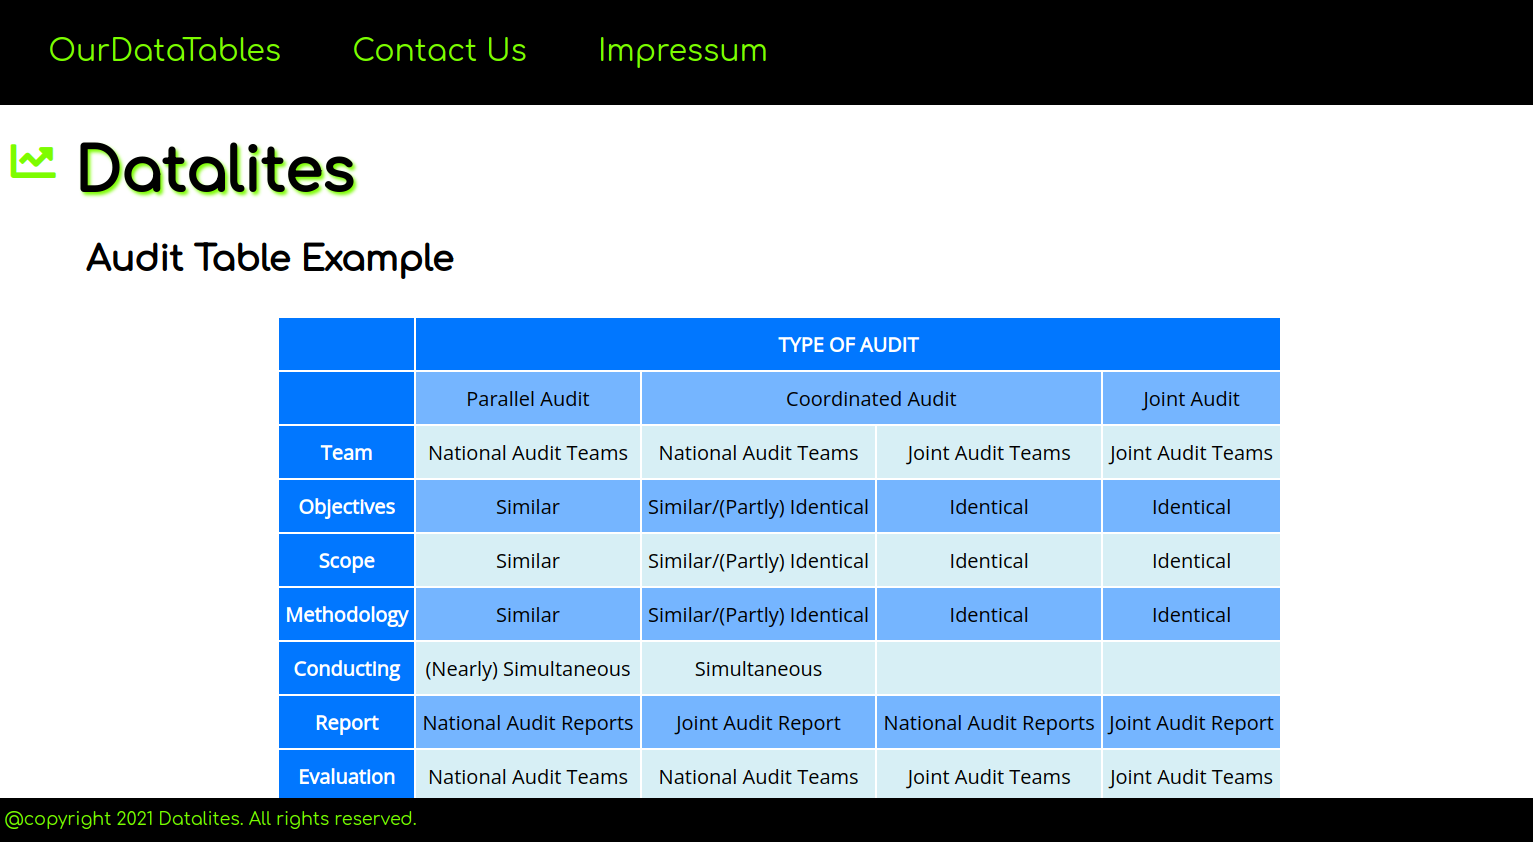 OurDataTables Contact Us Impressum
Datalites
Audit Table Example
TYPE OF AUDIT
Parallel Audit Coordinated Audit Joint Audit
Team National Audit Teams National Audit Teams Joint Audit Teams Joint Audit Teams
Objectives Similar Similar/(Partly) Identical Identical Identical
Scope Similar Similar/(Partly) Identical Identical Identical
Methodology Similar Similar/(Partly) Identical Identical Identical
Conducting (Nearly) Simultaneous Simultaneous
Report National Audit Reports Joint Audit Report National Audit Reports Joint Audit Report
Evaluation National Audit Teams National Audit Teams Joint Audit Teams Joint Audit Teams
@copyright 2021 Datalites. All rights reserved.